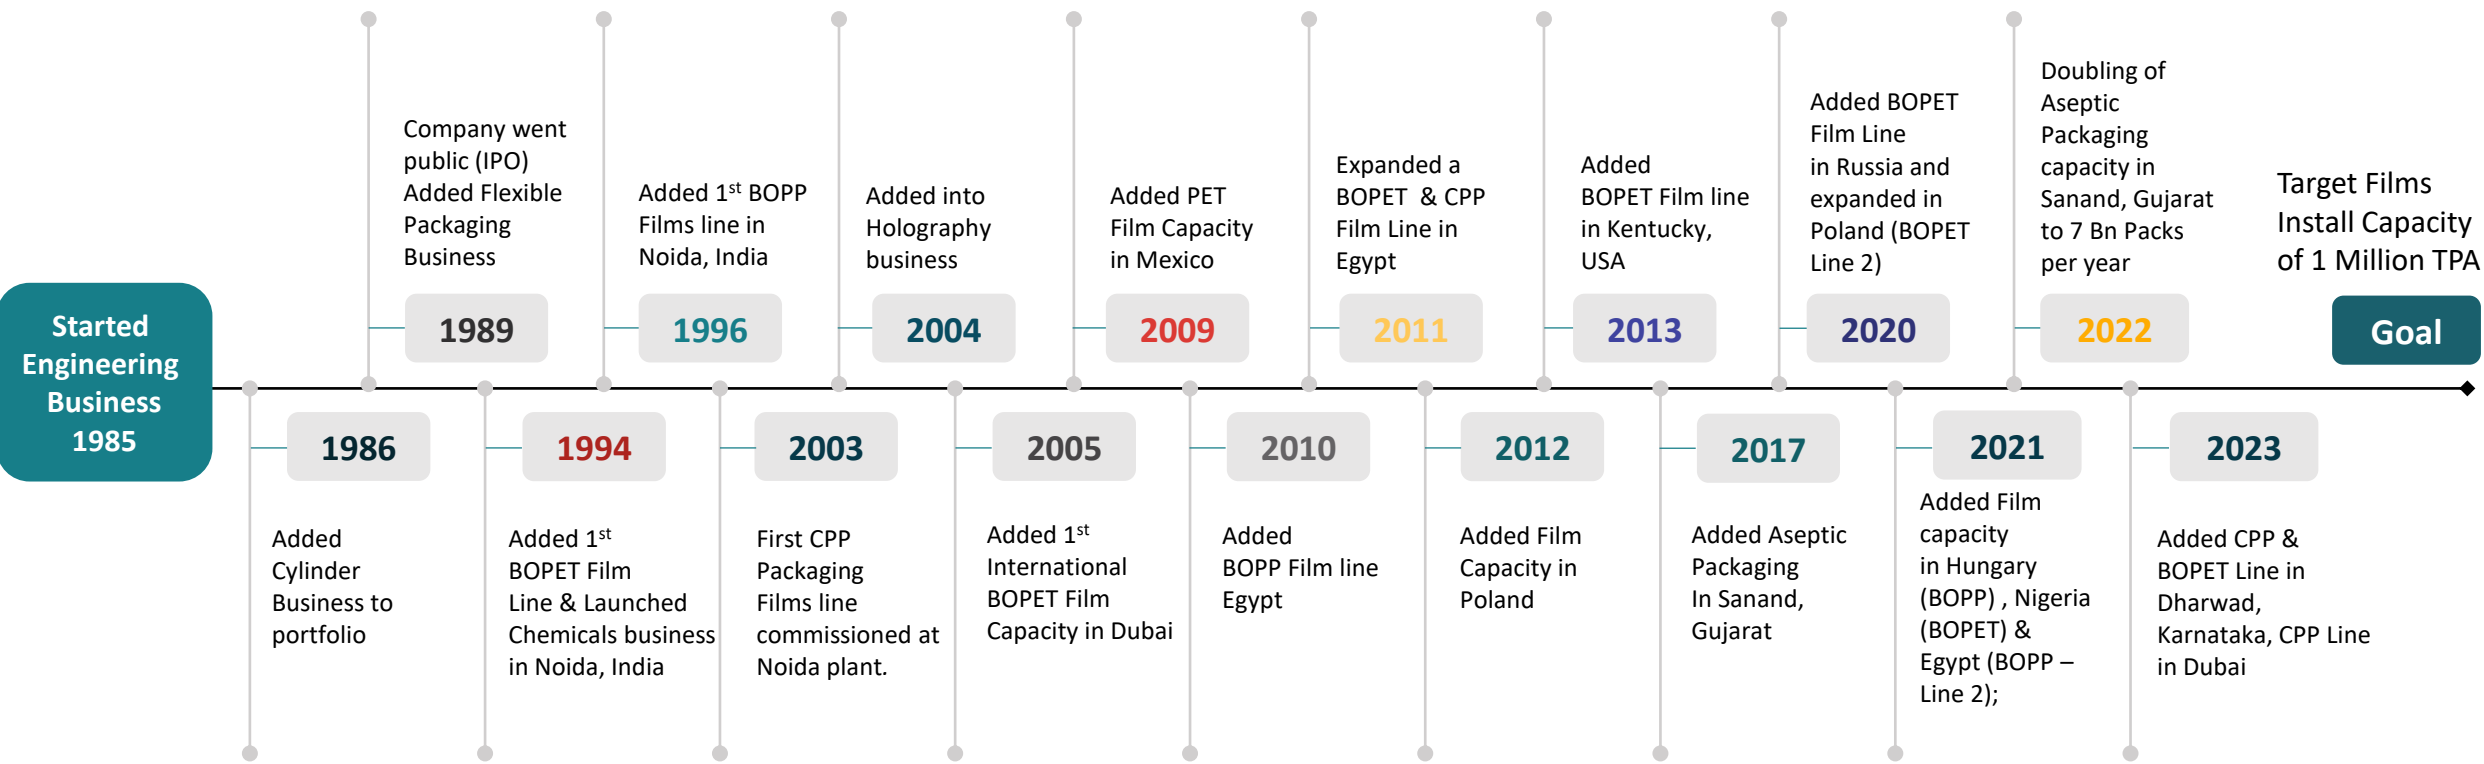 Started
Engineering
Business
1985
1986
Added
Cylinder
Business to
portfolio
Company went
public (IPO)
Added Flexible
Packaging
Business
1989
1994
Added 1st
BOPET Film
Line & Launched
Chemicals business
in Noida, India
Added 1st BOPP
Films line in
Noida, India
1996
2003
First CPP
Packaging
Films line
commissioned at
Noida plant.
Added into
Holography
business
2004
2005
Added 1st
International
BOPET Film
Capacity in Dubai
Added PET
Film Capacity
in Mexico
2009
2010
Added
BOPP Film line
Egypt
Expanded a
BOPET & CPP
Film Line in
Egypt
2011
2012
Added Film
Capacity in
Poland
Added
BOPET Film line
in Kentucky,
USA
2013
2017
Added Aseptic
Packaging
In Sanand,
Gujarat
Added BOPET
Film Line
in Russia and
expanded in
Poland (BOPET
Line 2)
2020
2021
Added Film
capacity
in Hungary
(BOPP) , Nigeria
(BOPET) &
Egypt (BOPP –
Line 2);
Doubling of
Aseptic
Packaging
capacity in
Sanand, Gujarat
to 7 Bn Packs
per year
2022
2023
Added CPP &
BOPET Line in
Dharwad,
Karnataka, CPP Line
in Dubai
Target Films
Install Capacity
of 1 Million TPA
Goal